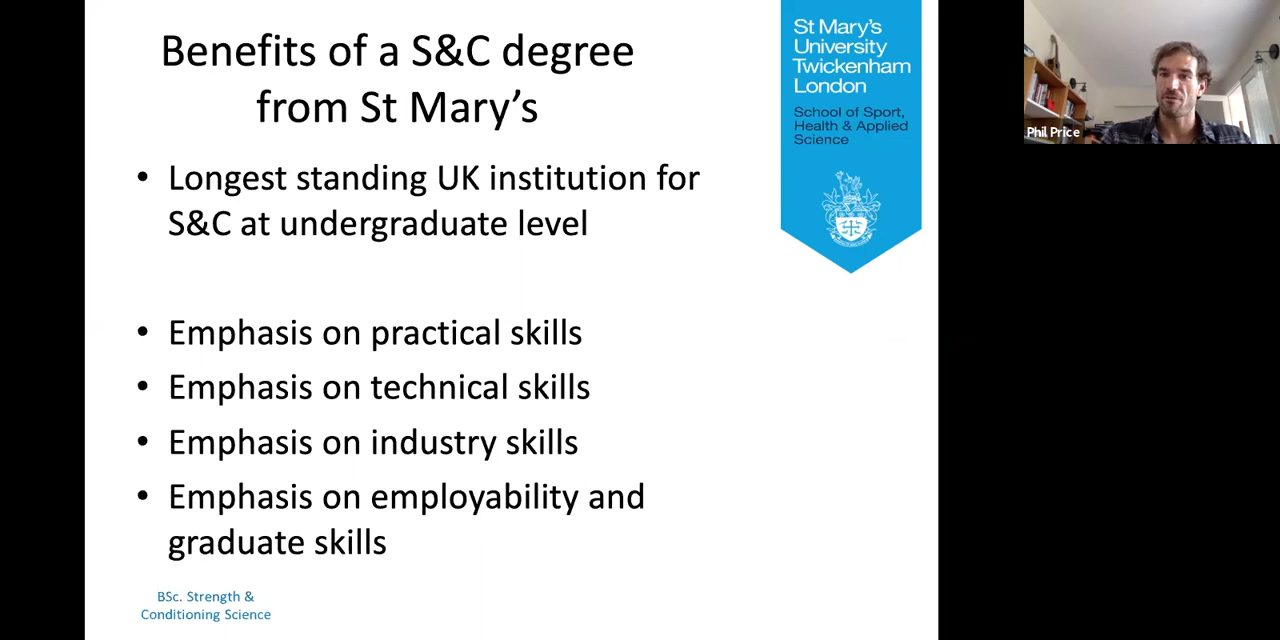 Benefits of a S&C degree
from St Mary's
• Longest standing UK institution for
S&C at undergraduate level
• Emphasis on practical skills
• Emphasis on technical skills
• Emphasis on industry skills
• Emphasis on employability and
graduate skills
BSc. Strength &
Conditioning Science
St Mary's
University
Twickenham
London
School of Sport,
Health & Applied
Science
Phil Price